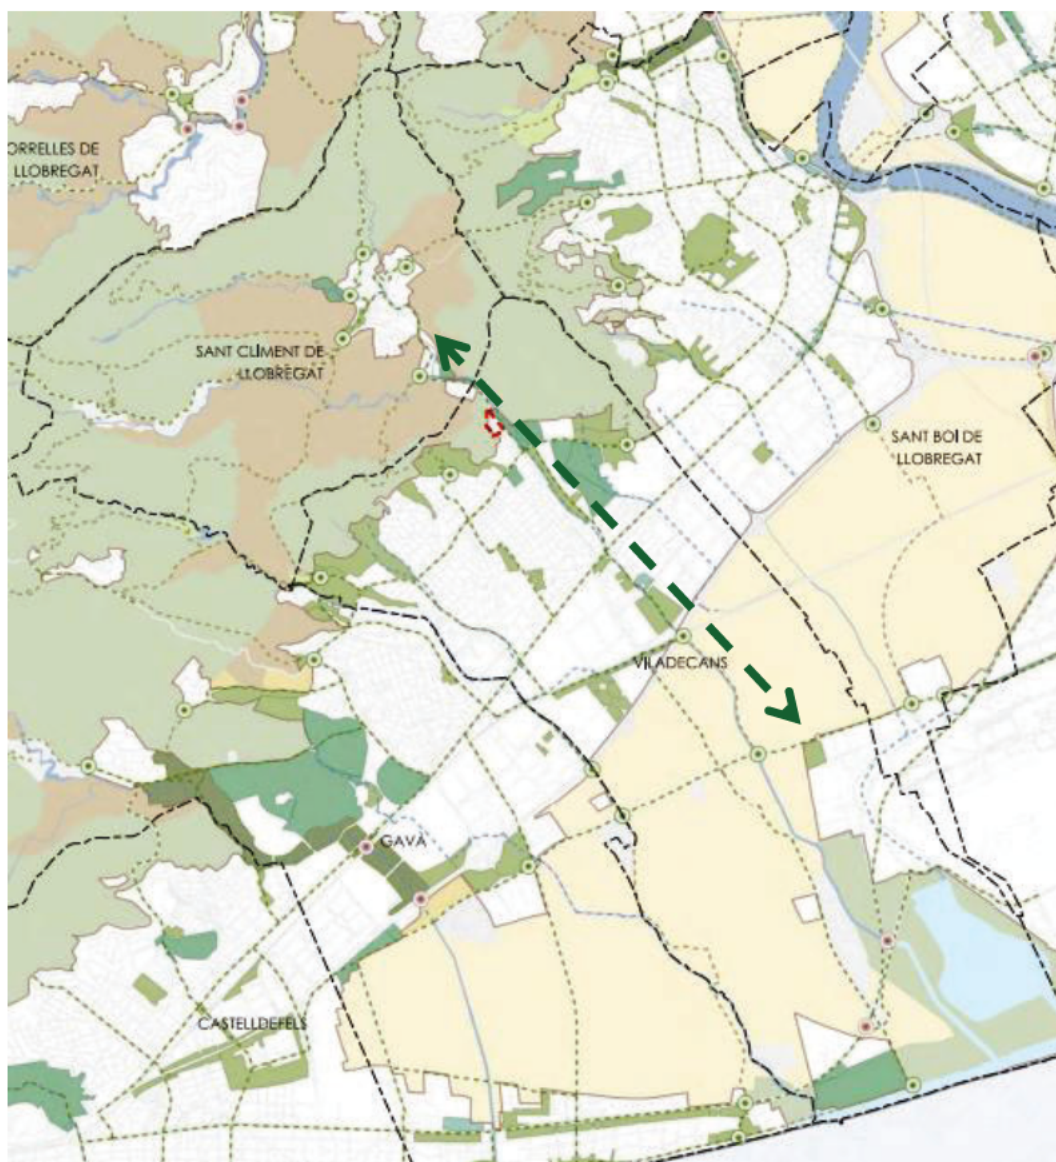 ORRELLES DE
LLOBREGAT
SANT CLIMENT DE
LLOBREGAT
SANT BOI DE
LLOBREGAT
VILADECANS
GAVÀ
CASTELLDEFELS